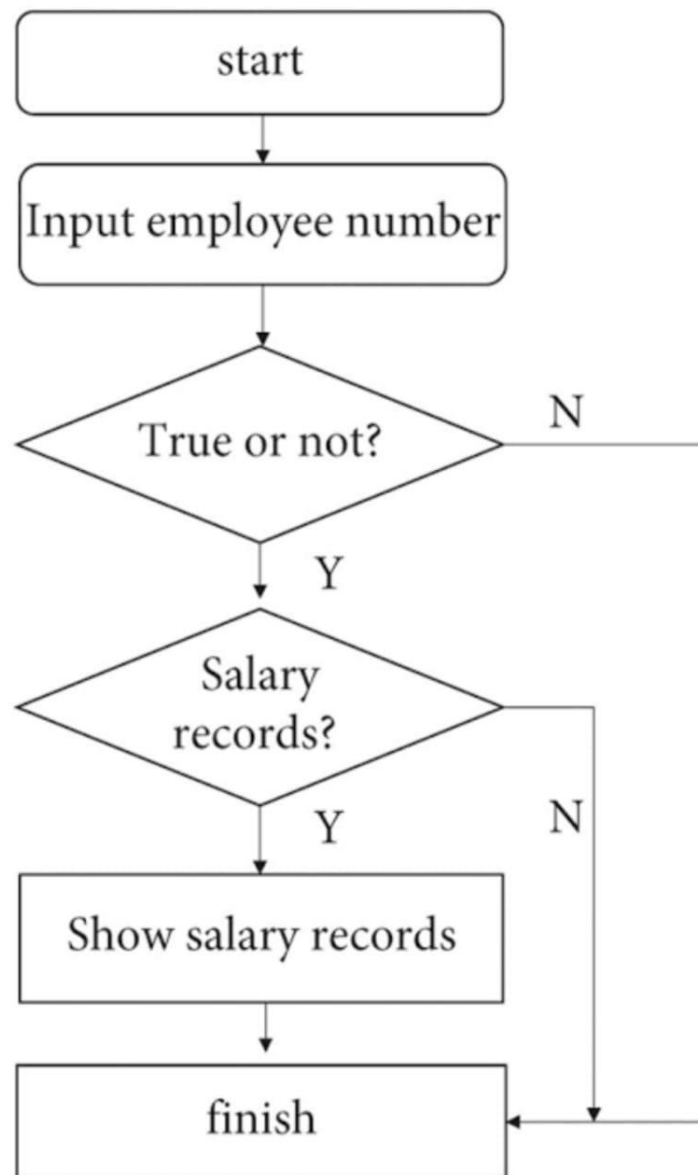 start
Input employee number
True or not?
N
Y
Salary
records?
Y
N
Show salary records
finish